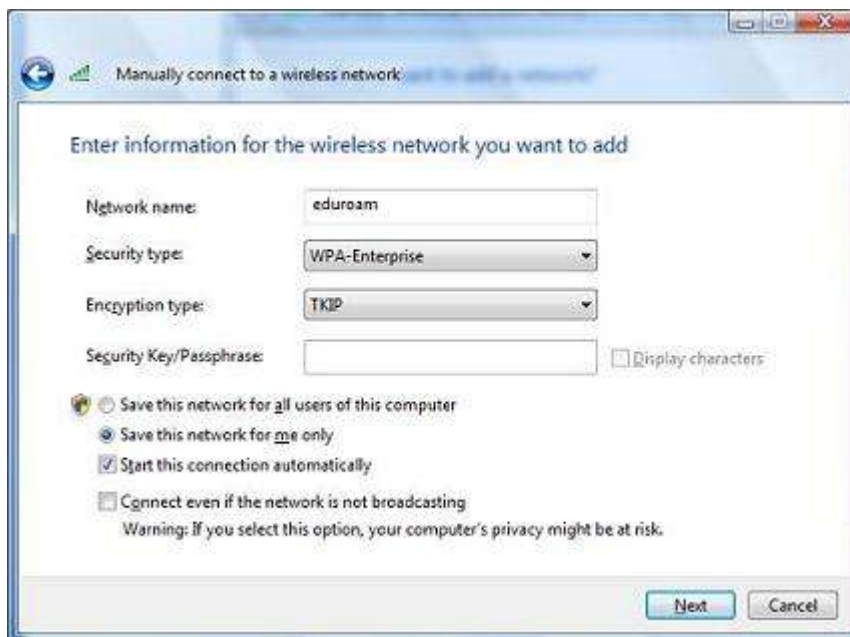 Manually connect to a wireless network
Enter information for the wireless network you want to add
Network name: eduroam
Security type: WPA-Enterprise
Encryption type: TKIP
Security Key/Passphrase: Display characters
Save this network for all users of this computer
Save this network for me only
Start this connection automatically
Connect even if the network is not broadcasting
Warning: If you select this option, your computer's privacy might be at risk.
Next Cancel